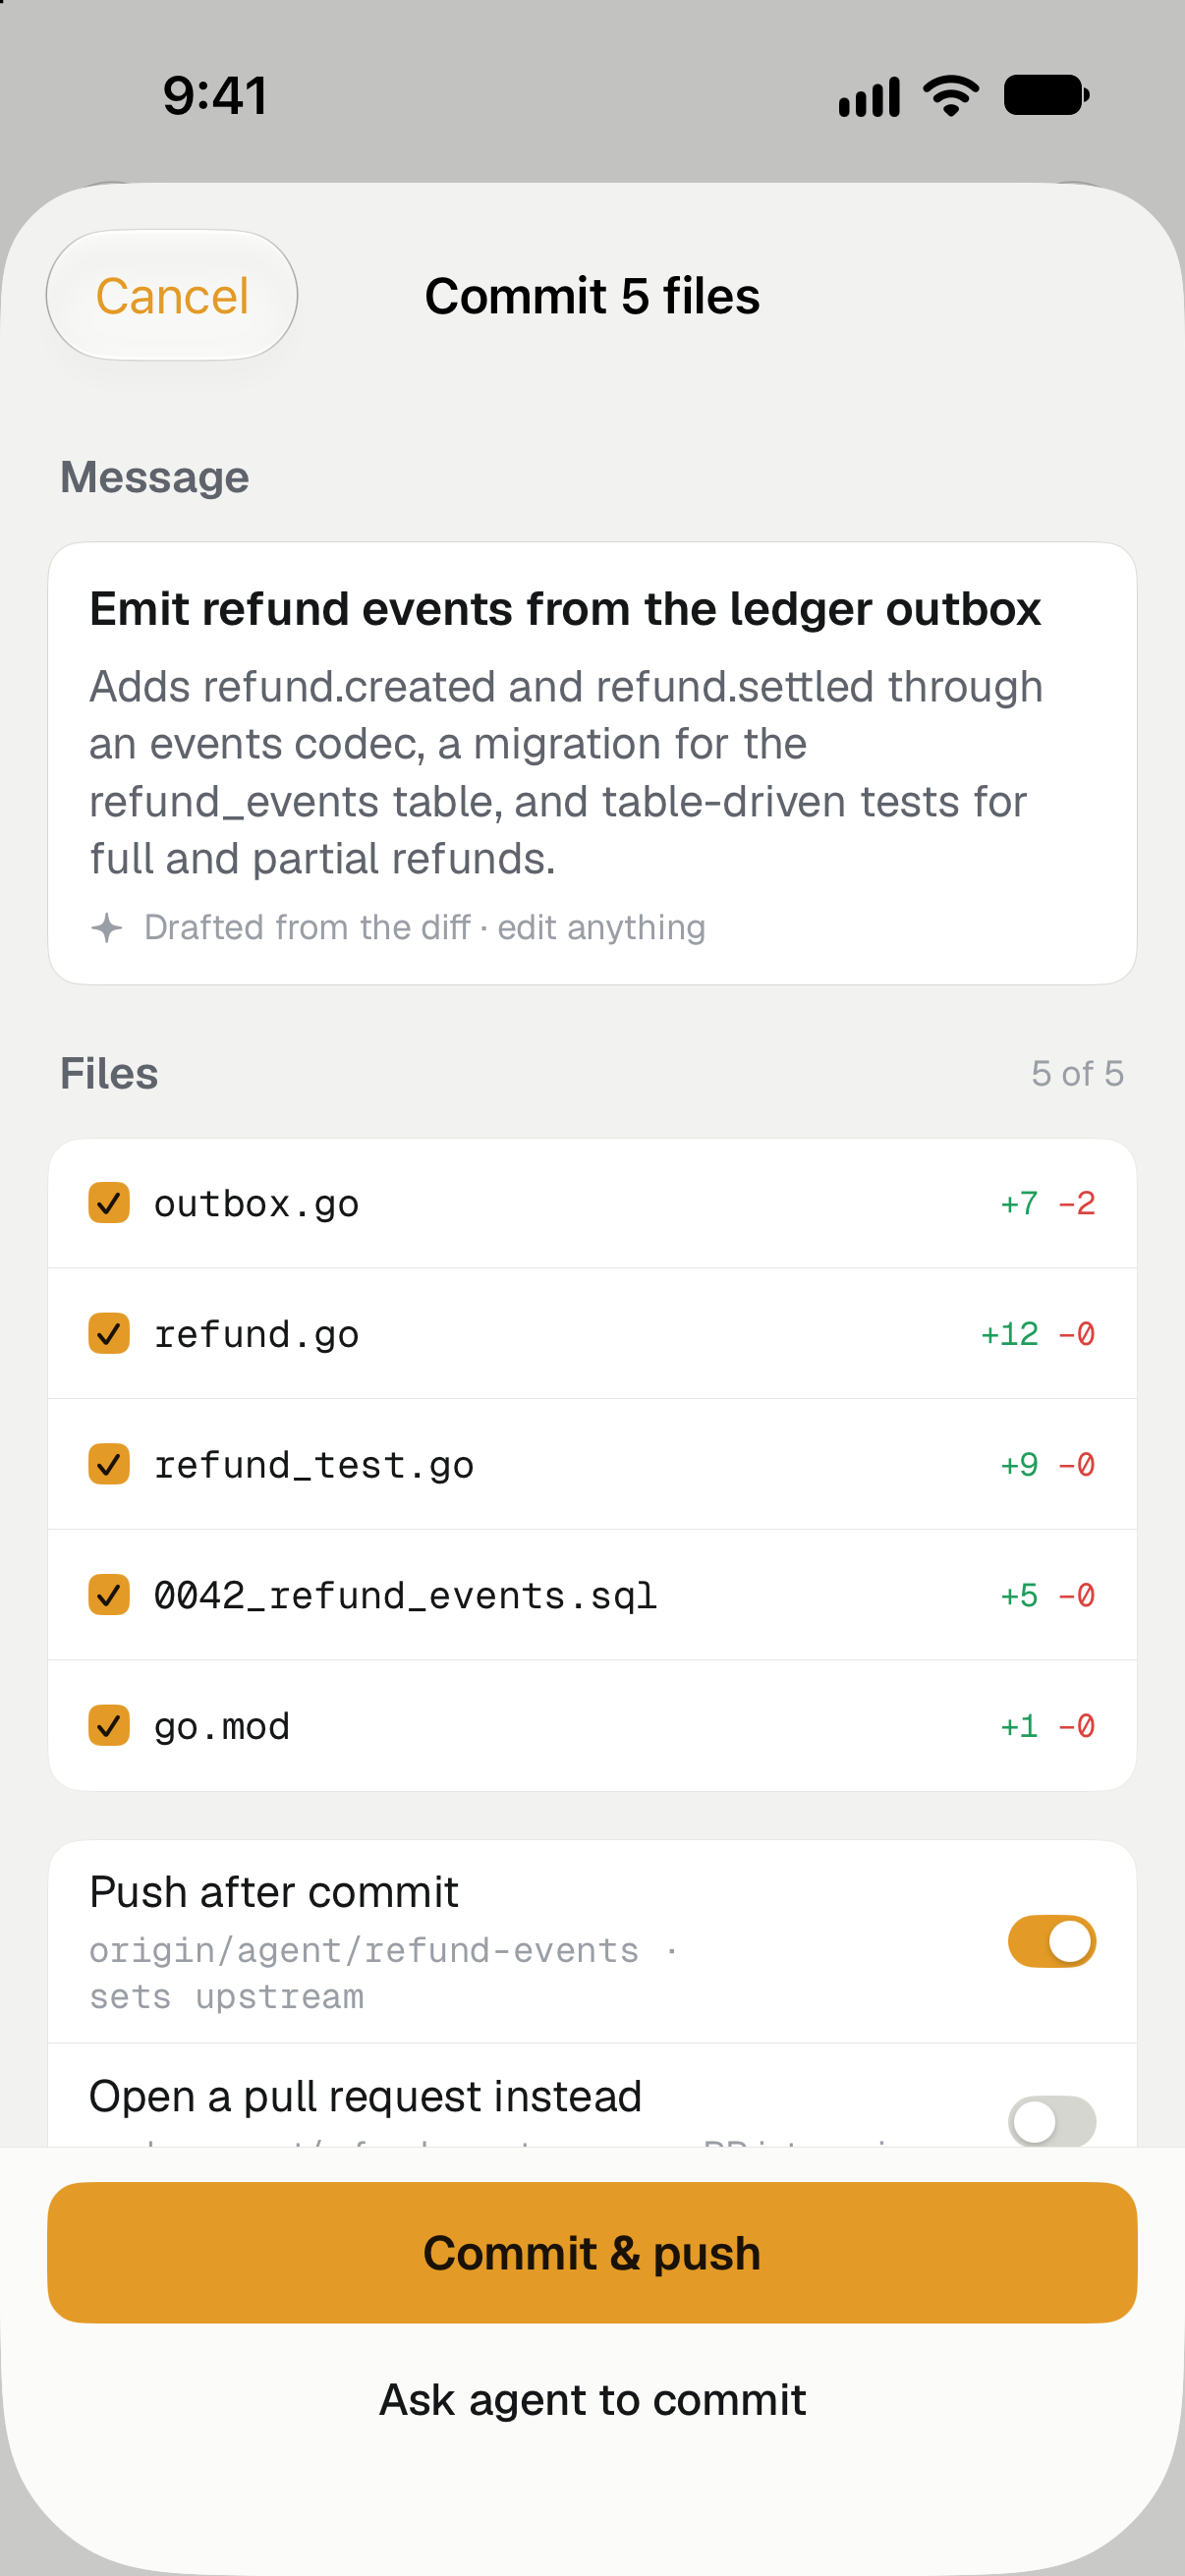 9:41
Cancel
Commit 5 files
Message
Emit refund events from the ledger outbox
Adds refund.created and refund.settled through
an events codec, a migration for the
refund_events table, and table-driven tests for
full and partial refunds.
Drafted from the diff · edit anything
Files
5 of 5
outbox.go +7 −2
refund.go +12 −0
refund_test.go +9 −0
0042_refund_events.sql +5 −0
go.mod +1 −0
Push after commit
origin/agent/refund-events ·
sets upstream
Open a pull request instead
Commit & push
Ask agent to commit